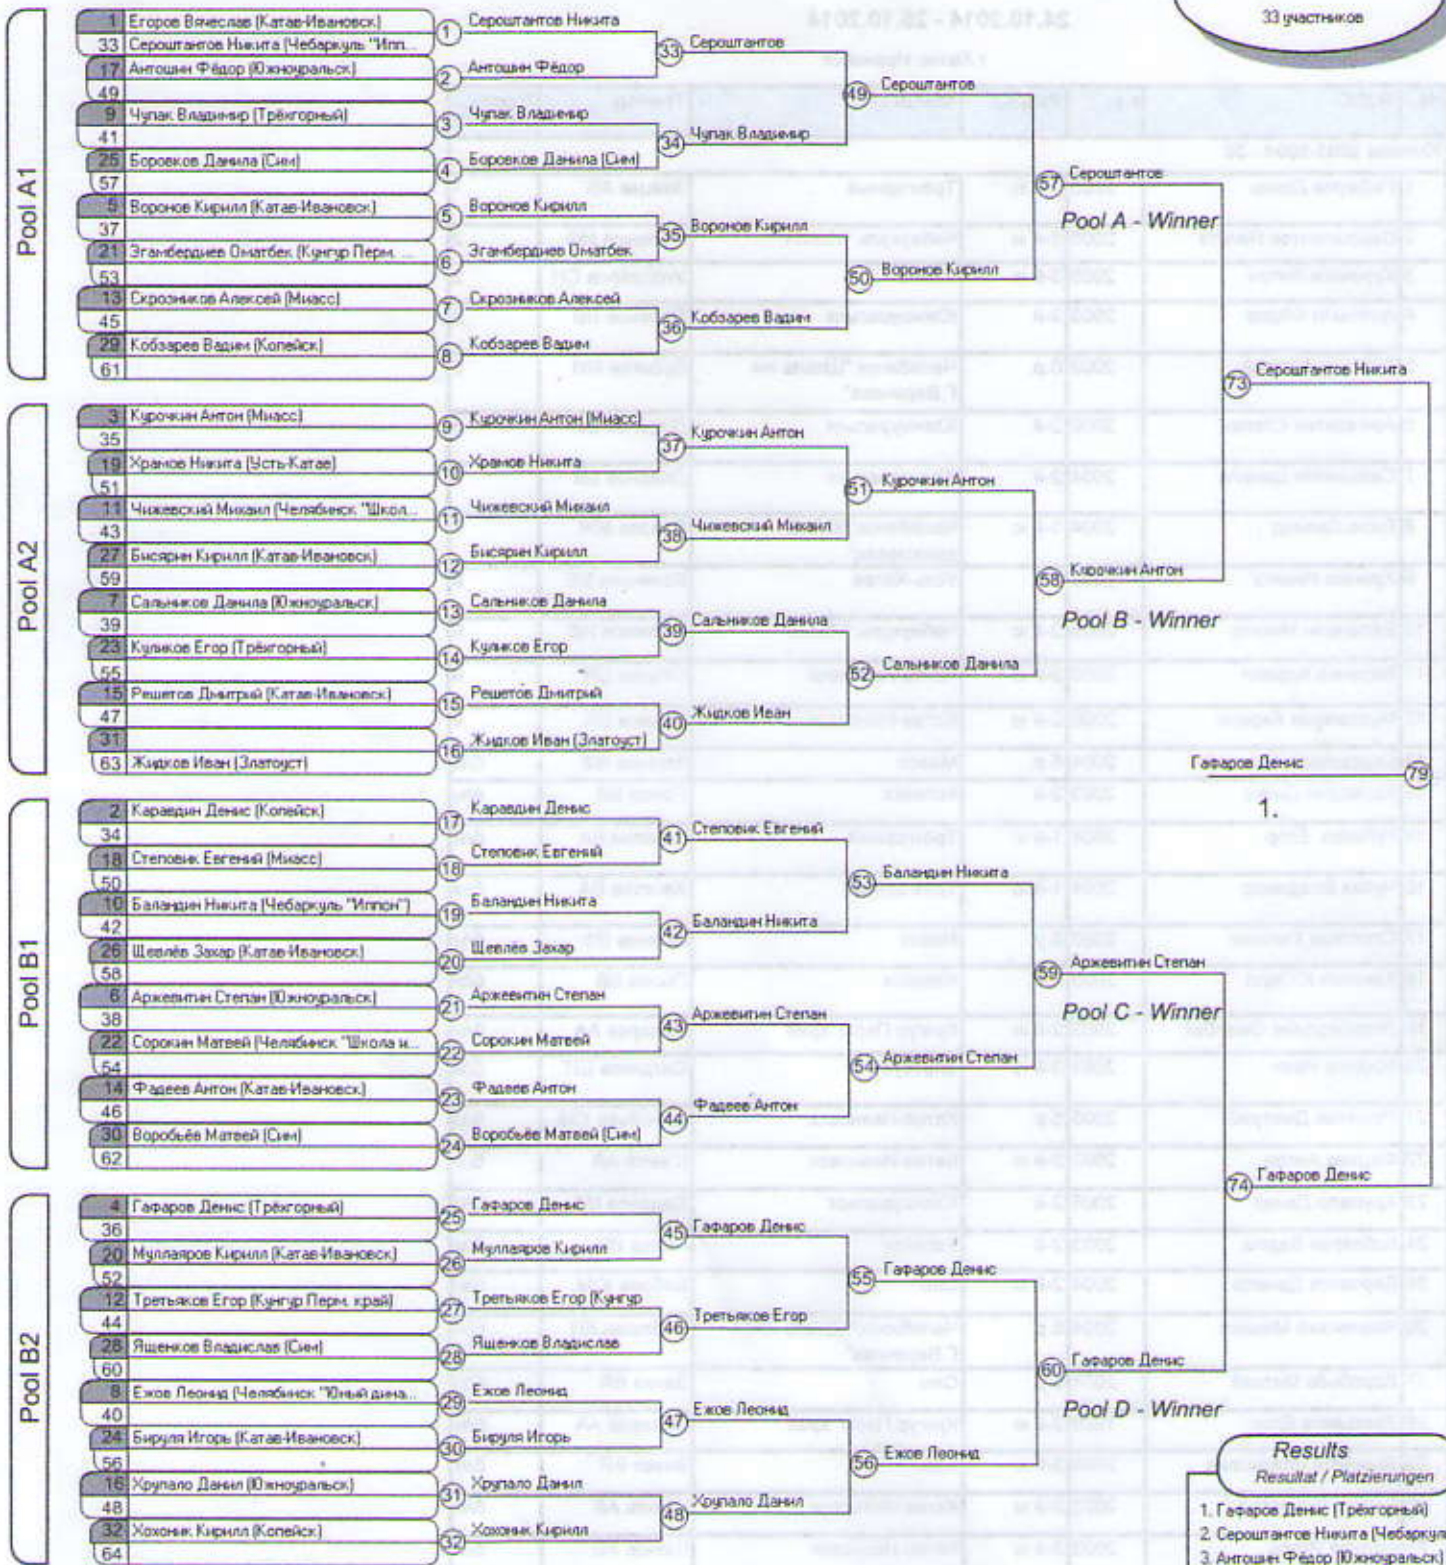 33 участников
Pool A1
1 Егоров Вячеслав (Катав-Ивановск)
33 Сероштантов Никита (Чебаркуль "Ипп...
17 Антошин Фёдор (Южноуральск)
49
9 Чупак Владимир (Трёхгорный)
41
25 Боровков Данила (Сим)
57
5 Воронов Кирилл (Катав-Ивановск)
37
21 Эгамбердиев Оматбек (Кунгур Перм. ...
53
13 Скрозников Алексей (Миасс)
45
29 Кобзарев Вадим (Копейск)
61
1 Сероштантов Никита
2 Антошин Фёдор
3 Чупак Владимир
4 Боровков Данила (Сим)
5 Воронов Кирилл
6 Эгамбердиев Оматбек
7 Скрозников Алексей
8 Кобзарев Вадим
33 Сероштантов
34 Чупак Владимир
35 Воронов Кирилл
36 Кобзарев Вадим
49 Сероштантов
50 Воронов Кирилл
57 Сероштантов
Pool A - Winner
Pool A2
3 Курочкин Антон (Миасс)
35
19 Храмов Никита (Усть-Катав)
51
11 Чижевский Михаил (Челябинск "Школ...
43
27 Бисярин Кирилл (Катав-Ивановск)
59
7 Сальников Данила (Южноуральск)
39
23 Куликов Егор (Трёхгорный)
55
15 Решетов Дмитрий (Катав-Ивановск)
47
31
63 Жидков Иван (Златоуст)
9 Курочкин Антон (Миасс)
10 Храмов Никита
11 Чижевский Михаил
12 Бисярин Кирилл
13 Сальников Данила
14 Куликов Егор
15 Решетов Дмитрий
16 Жидков Иван (Златоуст)
37 Курочкин Антон
38 Чижевский Михаил
39 Сальников Данила
40 Жидков Иван
51 Курочкин Антон
52 Сальников Данила
58 Курочкин Антон
Pool B - Winner
73 Сероштантов Никита
Гафаров Денис 79
1.
Pool B1
2 Каравдин Денис (Копейск)
34
18 Степовик Евгений (Миасс)
50
10 Баландин Никита (Чебаркуль "Иппон")
42
26 Щевлёв Захар (Катав-Ивановск)
58
6 Аржевитин Степан (Южноуральск)
38
22 Сорокин Матвей (Челябинск "Школа и...
54
14 Фадеев Антон (Катав-Ивановск)
46
30 Воробьёв Матвей (Сим)
62
17 Каравдин Денис
18 Степовик Евгений
19 Баландин Никита
20 Щевлёв Захар
21 Аржевитин Степан
22 Сорокин Матвей
23 Фадеев Антон
24 Воробьёв Матвей (Сим)
41 Степовик Евгений
42 Баландин Никита
43 Аржевитин Степан
44 Фадеев Антон
53 Баландин Никита
54 Аржевитин Степан
59 Аржевитин Степан
Pool C - Winner
74 Гафаров Денис
Pool B2
4 Гафаров Денис (Трёхгорный)
36
20 Муллаяров Кирилл (Катав-Ивановск)
52
12 Третьяков Егор (Кунгур Перм. край)
44
28 Ященков Владислав (Сим)
60
8 Ежов Леонид (Челябинск "Юный дина...
40
24 Бируля Игорь (Катав-Ивановск)
56
16 Хрупало Данил (Южноуральск)
48
32 Хохоник Кирилл (Копейск)
64
25 Гафаров Денис
26 Муллаяров Кирилл
27 Третьяков Егор (Кунгур
28 Ященков Владислав
29 Ежов Леонид
30 Бируля Игорь
31 Хрупало Данил
32 Хохоник Кирилл
45 Гафаров Денис
46 Третьяков Егор
47 Ежов Леонид
48 Хрупало Данил
55 Гафаров Денис
56 Ежов Леонид
60 Гафаров Денис
Pool D - Winner
Results
Resultat / Platzierungen
1. Гафаров Денис (Трёхгорный)
2. Сероштантов Никита (Чебаркул
3. Антошин Фёдор (Южноуральск)